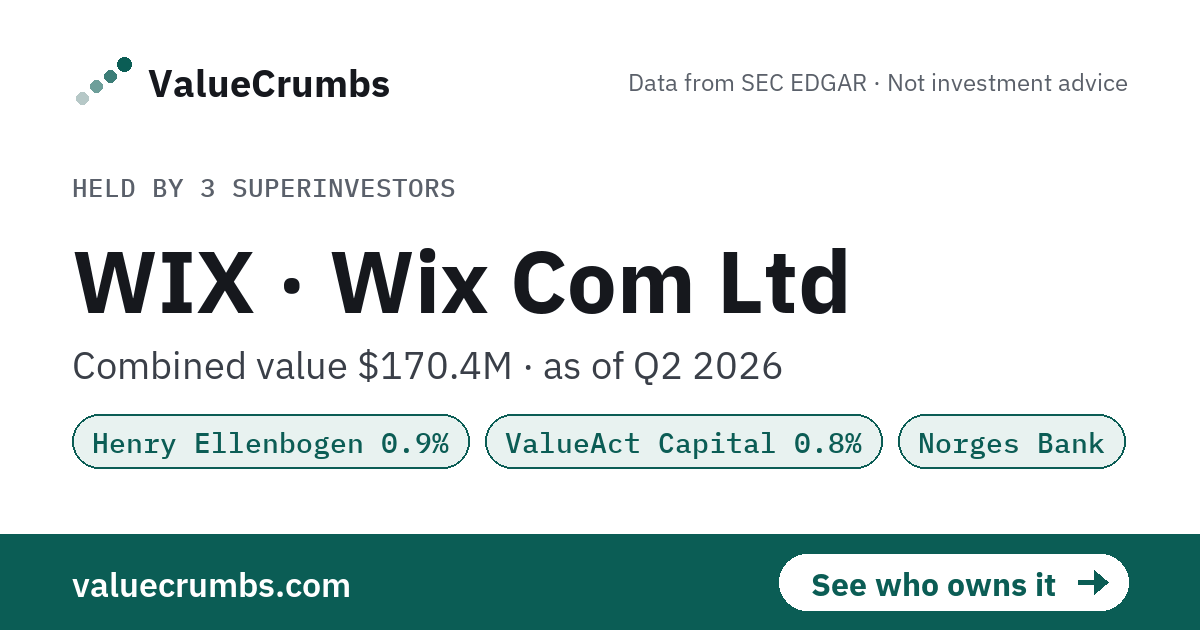 ValueCrumbs
Data from SEC EDGAR · Not investment advice
HELD BY 3 SUPERINVESTORS
WIX · Wix Com Ltd
Combined value $170.4M · as of Q2 2026
Henry Ellenbogen 0.9%
ValueAct Capital 0.8%
Norges Bank
valuecrumbs.com
See who owns it